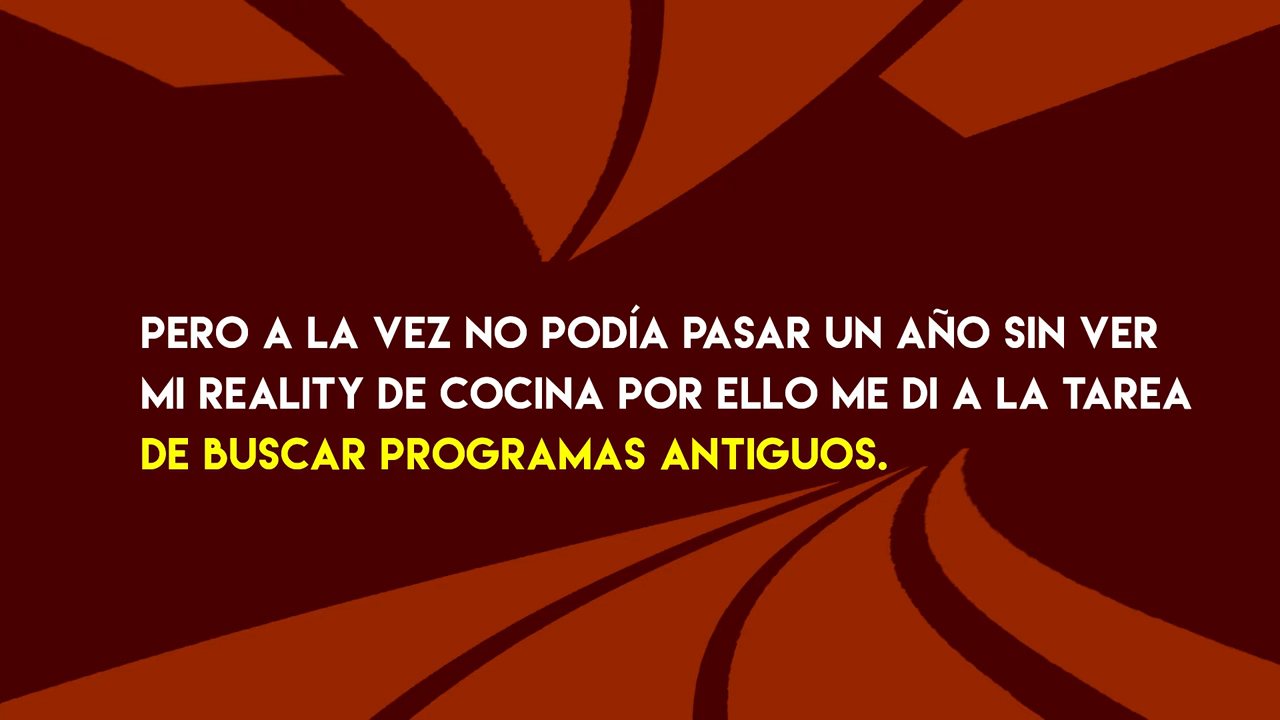 PERO A LA VEZ NO PODÍA PASAR UN AÑO SIN VER
MI REALITY DE COCINA POR ELLO ME DI A LA TAREA
DE BUSCAR PROGRAMAS ANTIGUOS.